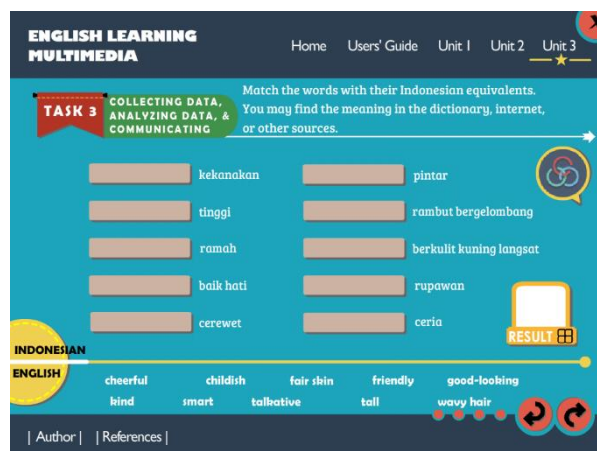 ENGLISH LEARNING
MULTIMEDIA
Home Users' Guide Unit 1 Unit 2 Unit 3
TASK 3
COLLECTING DATA,
ANALYZING DATA, &
COMMUNICATING
Match the words with their Indonesian equivalents.
You may find the meaning in the dictionary, internet,
or other sources.
kekanakan pintar
tinggi rambut bergelombang
ramah berkulit kuning langsat
baik hati rupawan
cerewet ceria
RESULT
INDONESIAN
ENGLISH
cheerful childish fair skin friendly good-looking
kind smart talkative tall wavy hair
| Author | | References |